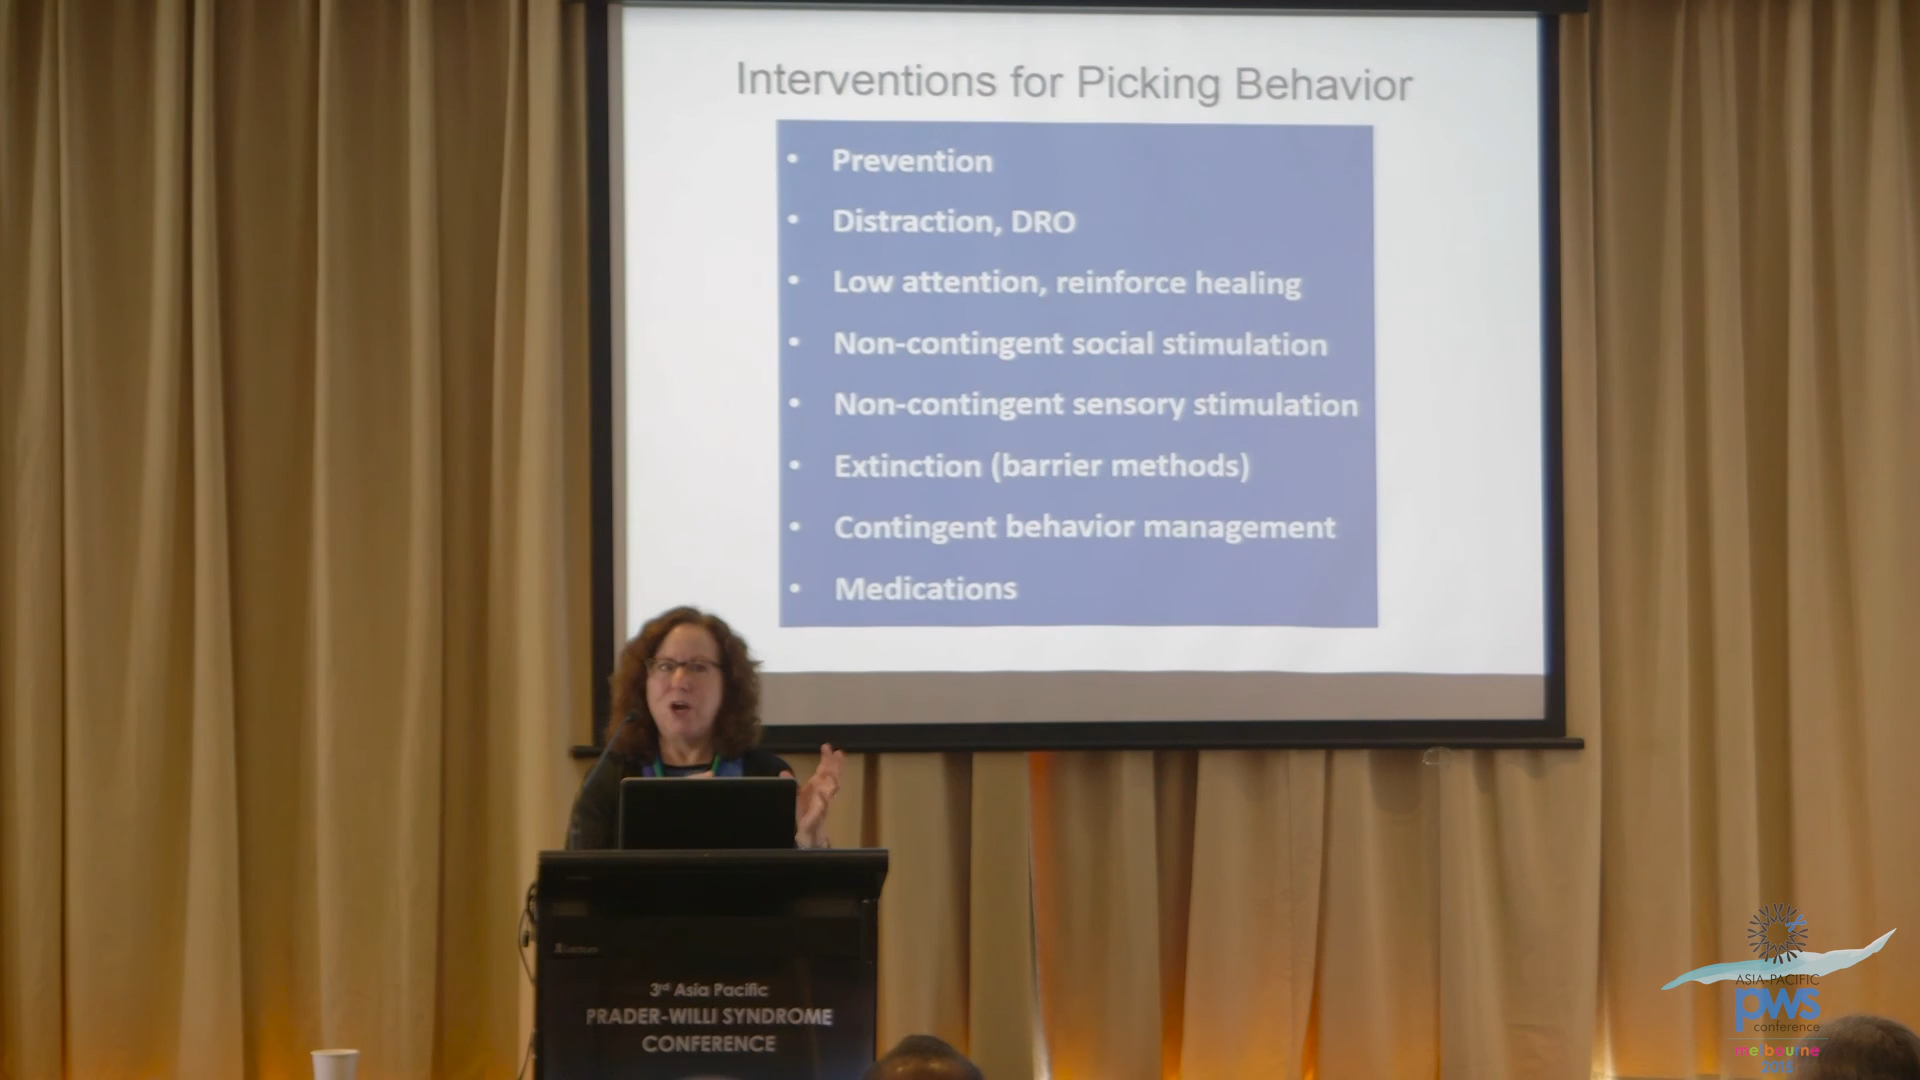 Interventions for Picking Behavior
• Prevention
• Distraction, DRO
• Low attention, reinforce healing
• Non-contingent social stimulation
• Non-contingent sensory stimulation
• Extinction (barrier methods)
• Contingent behavior management
• Medications
3rd Asia Pacific
PRADER-WILLI SYNDROME
CONFERENCE
ASIA-PACIFIC
pws
conference
melbourne